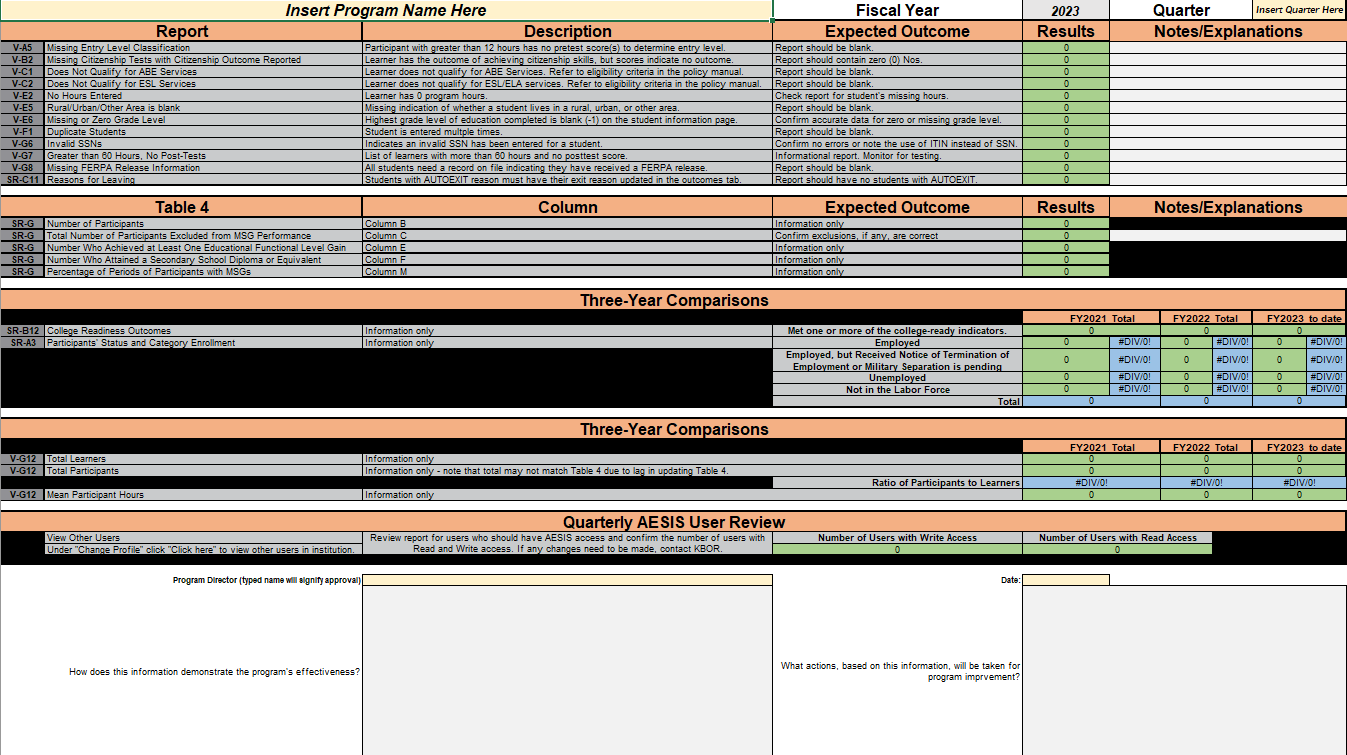 Insert Program Name Here Fiscal Year 2023 Quarter Insert Quarter Here
Report Description Expected Outcome Results Notes/Explanations
V-A5 Missing Entry Level Classification Participant with greater than 12 hours has no pretest score(s) to determine entry level. Report should be blank. 0
V-B2 Missing Citizenship Tests with Citizenship Outcome Reported Learner has the outcome of achieving citizenship skills, but scores indicate no outcome. Report should contain zero (0) Nos. 0
V-C1 Does Not Qualify for ABE Services Learner does not qualify for ABE Services. Refer to eligibility criteria in the policy manual. Report should be blank. 0
V-C2 Does Not Qualify for ESL Services Learner does not qualify for ESL/ELA services. Refer to eligibility criteria in the policy manual. Report should be blank. 0
V-E2 No Hours Entered Learner has 0 program hours. Check report for student's missing hours. 0
V-E5 Rural/Urban/Other Area is blank Missing indication of whether a student lives in a rural, urban, or other area. Report should be blank. 0
V-E6 Missing or Zero Grade Level Highest grade level of education completed is blank (-1) on the student information page. Confirm accurate data for zero or missing grade level. 0
V-F1 Duplicate Students Student is entered multple times. Report should be blank. 0
V-G6 Invalid SSNs Indicates an invalid SSN has been entered for a student. Confirm no errors or note the use of ITIN instead of SSN. 0
V-G7 Greater than 60 Hours, No Post-Tests List of learners with more than 60 hours and no posttest score. Informational report. Monitor for testing. 0
V-G8 Missing FERPA Release Information All students need a record on file indicating they have received a FERPA release. Report should be blank. 0
SR-C11 Reasons for Leaving Students with AUTOEXIT reason must have their exit reason updated in the outcomes tab. Report should have no students with AUTOEXIT. 0
Table 4 Column Expected Outcome Results Notes/Explanations
SR-G Number of Participants Column B Information only 0
SR-G Total Number of Participants Excluded from MSG Performance Column C Confirm exclusions, if any, are correct 0
SR-G Number Who Achieved at Least One Educational Functional Level Gain Column E Information only 0
SR-G Number Who Attained a Secondary School Diploma or Equivalent Column F Information only 0
SR-G Percentage of Periods of Participants with MSGs Column M Information only 0
Three-Year Comparisons
FY2021 Total FY2022 Total FY2023 to date
SR-B12 College Readiness Outcomes Information only Met one or more of the college-ready indicators. 0 0 0
SR-A3 Participants' Status and Category Enrollment Information only Employed 0 #DIV/0! 0 #DIV/0! 0 #DIV/0!
Employed, but Received Notice of Termination of
Employment or Military Separation is pending 0 #DIV/0! 0 #DIV/0! 0 #DIV/0!
Unemployed 0 #DIV/0! 0 #DIV/0! 0 #DIV/0!
Not in the Labor Force 0 #DIV/0! 0 #DIV/0! 0 #DIV/0!
Total 0 0 0
Three-Year Comparisons
FY2021 Total FY2022 Total FY2023 to date
V-G12 Total Learners Information only 0 0 0
V-G12 Total Participants Information only - note that total may not match Table 4 due to lag in updating Table 4. 0 0 0
Ratio of Participants to Learners #DIV/0! #DIV/0! #DIV/0!
V-G12 Mean Participant Hours Information only 0 0 0
Quarterly AESIS User Review
View Other Users Review report for users who should have AESIS access and confirm the number of users with Number of Users with Write Access Number of Users with Read Access
Under "Change Profile" click "Click here" to view other users in institution. Read and Write access. If any changes need to be made, contact KBOR. 0 0
Program Director (typed name will signify approval) Date:
How does this information demonstrate the program's effectiveness? What actions, based on this information, will be taken for
program imprvement?